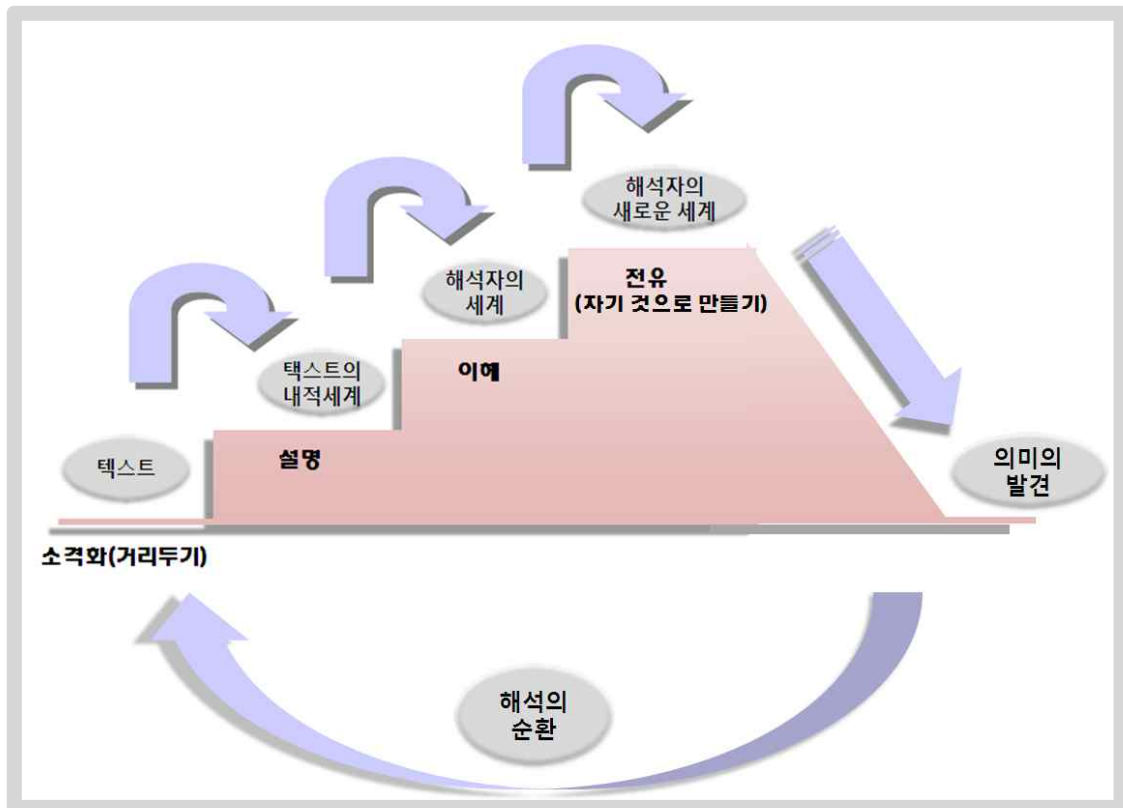 해석자의
새로운 세계
전유
(자기 것으로 만들기)
해석자의
세계
이해
택스트의
내적세계
설명
텍스트
의미의
발견
소격화(거리두기)
해석의
순환